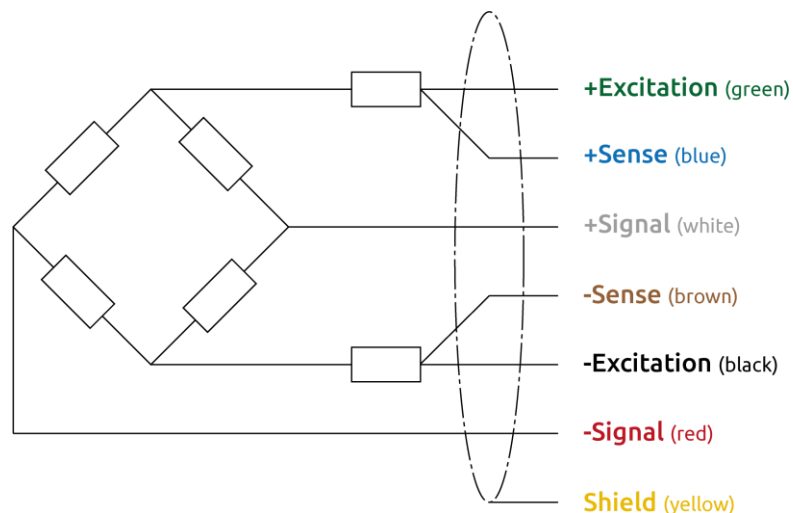 +Excitation (green)
+Sense (blue)
+Signal (white)
-Sense (brown)
-Excitation (black)
-Signal (red)
Shield (yellow)